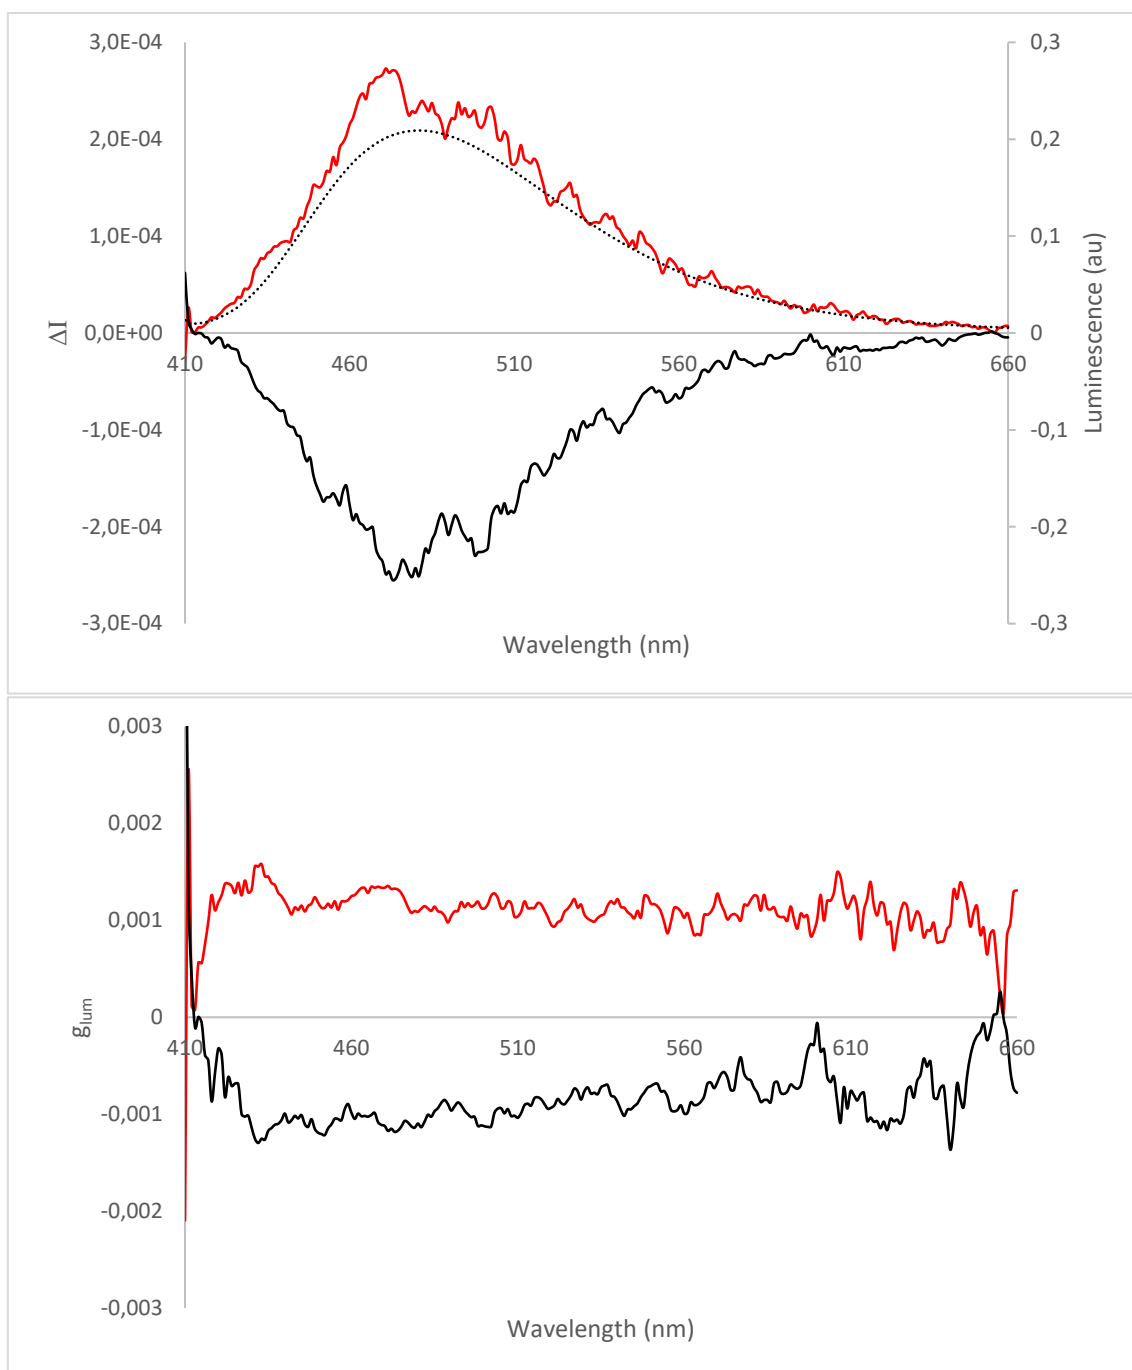 3,0E-04
2,0E-04
1,0E-04
0,0E+00
-1,0E-04
-2,0E-04
-3,0E-04
ΔI
410 460 510 560 610 660
0,3
0,2
0,1
0
-0,1
-0,2
-0,3
Luminescence (au)
Wavelength (nm)
0,003
0,002
0,001
0
-0,001
-0,002
-0,003
glum
410 460 510 560 610 660
Wavelength (nm)